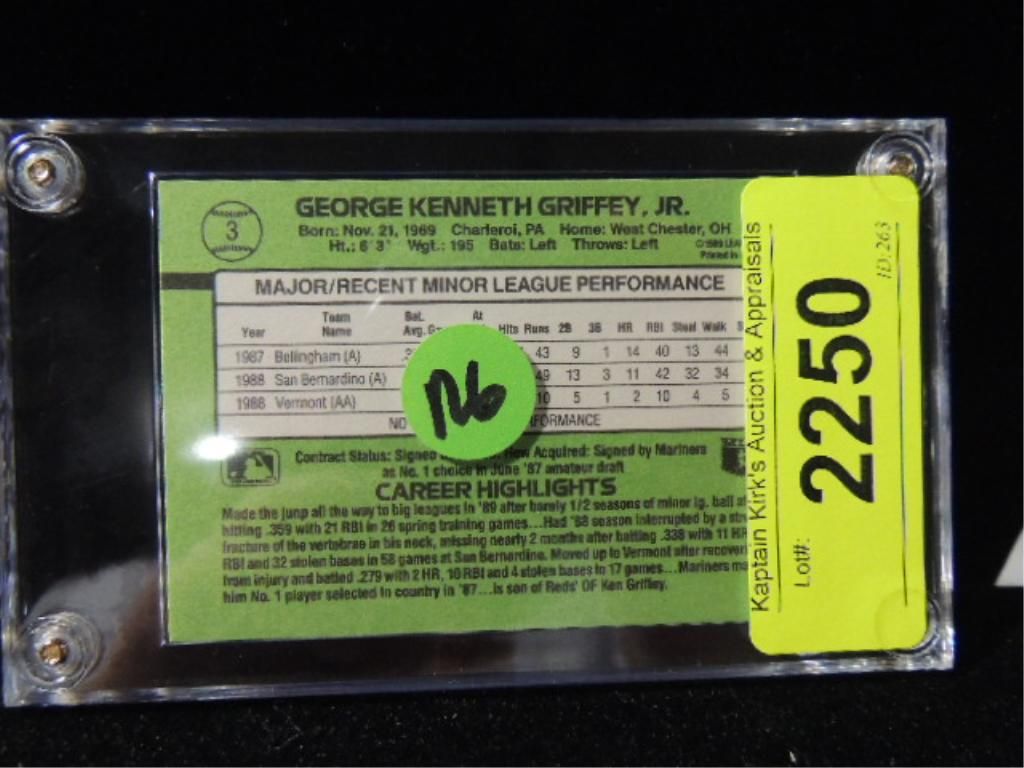 3
GEORGE KENNETH GRIFFEY, JR.
Born: Nov. 21, 1969 Charleroi, PA Home: West Chester, OH
Ht.: 6'3" Wgt.: 195 Bats: Left Throws: Left
MAJOR/RECENT MINOR LEAGUE PERFORMANCE
Year Team Name Bat. Avg. At Hits Runs 2B 3B HR RBI Steal Walk
1987 Bellingham (A) 43 9 1 14 40 13 44
1988 San Bernardino (A) 49 13 3 11 42 32 34
1988 Vermont (AA) 10 5 1 2 10 4 5
NO
Contract Status: Signed Acquired: Signed by Mariners
as No. 1 choice in June '87 amateur draft
CAREER HIGHLIGHTS
Made the jump all the way to big leagues in '89 after barely 1/2 seasons of minor lg. ball
hitting .359 with 21 RBI in 26 spring training games...Had '88 season interrupted by a
fracture of the vertebrae in his neck, missing nearly 2 months after batting .338 with 11
RBI and 32 stolen bases in 58 games at San Bernardino. Moved up to Vermont after
from injury and batted .279 with 2 HR, 10 RBI and 4 stolen bases in 17 games...Mariners
him No. 1 player selected in country in '87...Is son of Reds' OF Ken Griffey.
Kaptain Kirk's Auction & Appraisals
Lot#:
2250
ID:263